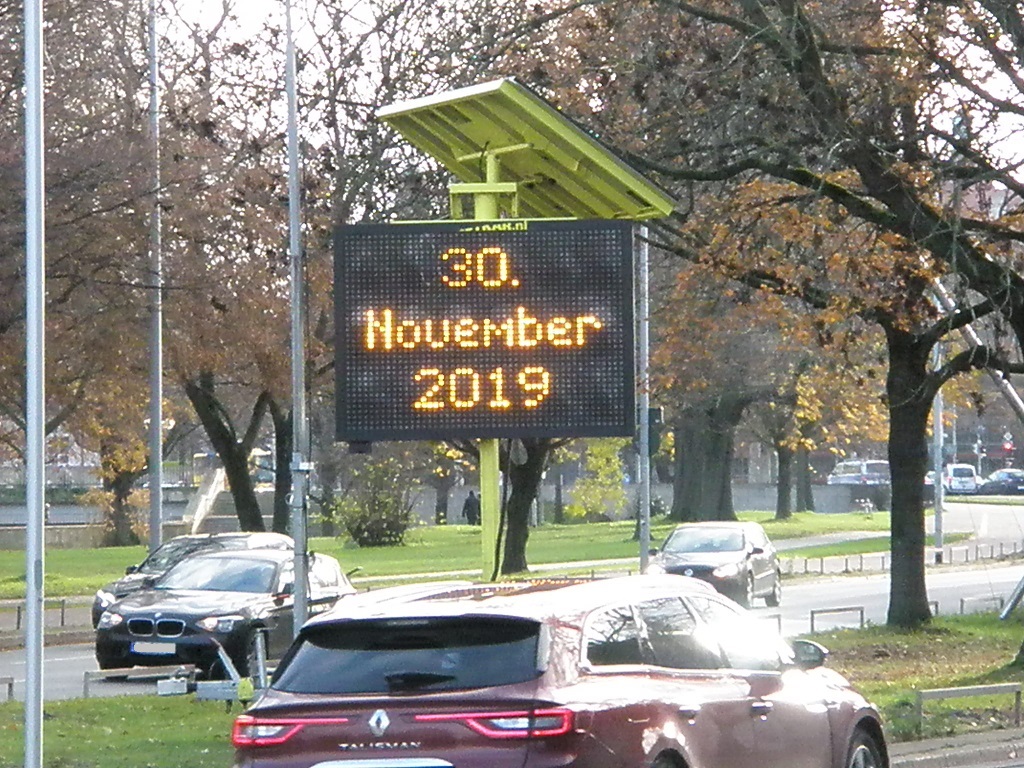 30.
November
2019
TALISMAN